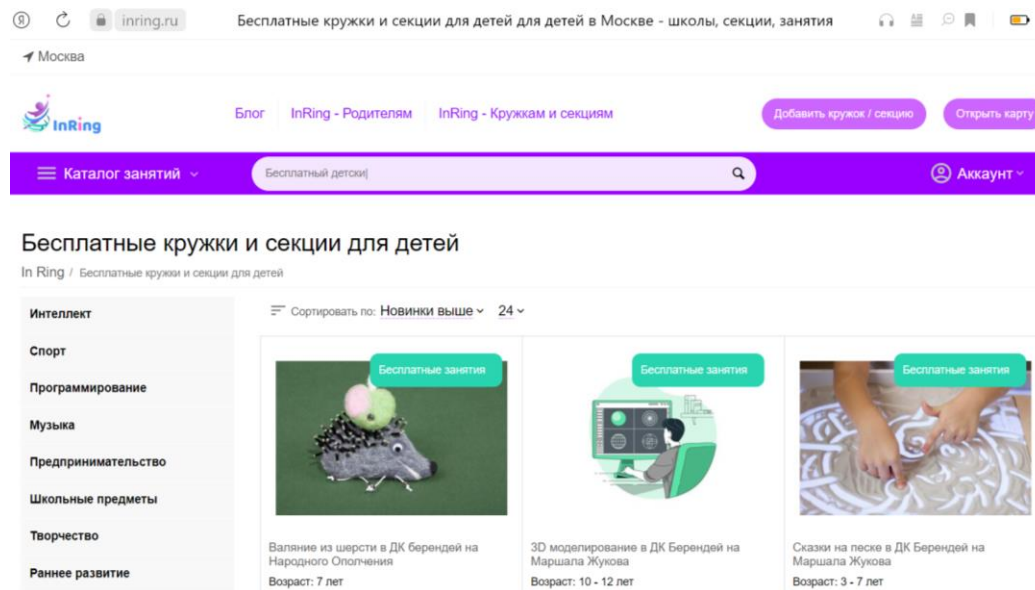 inring.ru Бесплатные кружки и секции для детей для детей в Москве - школы, секции, занятия
Москва
InRing
Блог InRing - Родителям InRing - Кружкам и секциям Добавить кружок / секцию Открыть карту
Каталог занятий Бесплатный детски Аккаунт
Бесплатные кружки и секции для детей
In Ring / Бесплатные кружки и секции для детей
Интеллект
Спорт
Программирование
Музыка
Предпринимательство
Школьные предметы
Творчество
Раннее развитие
Сортировать по: Новинки выше 24
Бесплатные занятия
Валяние из шерсти в ДК берендей на
Народного Ополчения
Возраст: 7 лет
Бесплатные занятия
3D моделирование в ДК Берендей на
Маршала Жукова
Возраст: 10 - 12 лет
Бесплатные занятия
Сказки на песке в ДК Берендей на
Маршала Жукова
Возраст: 3 - 7 лет